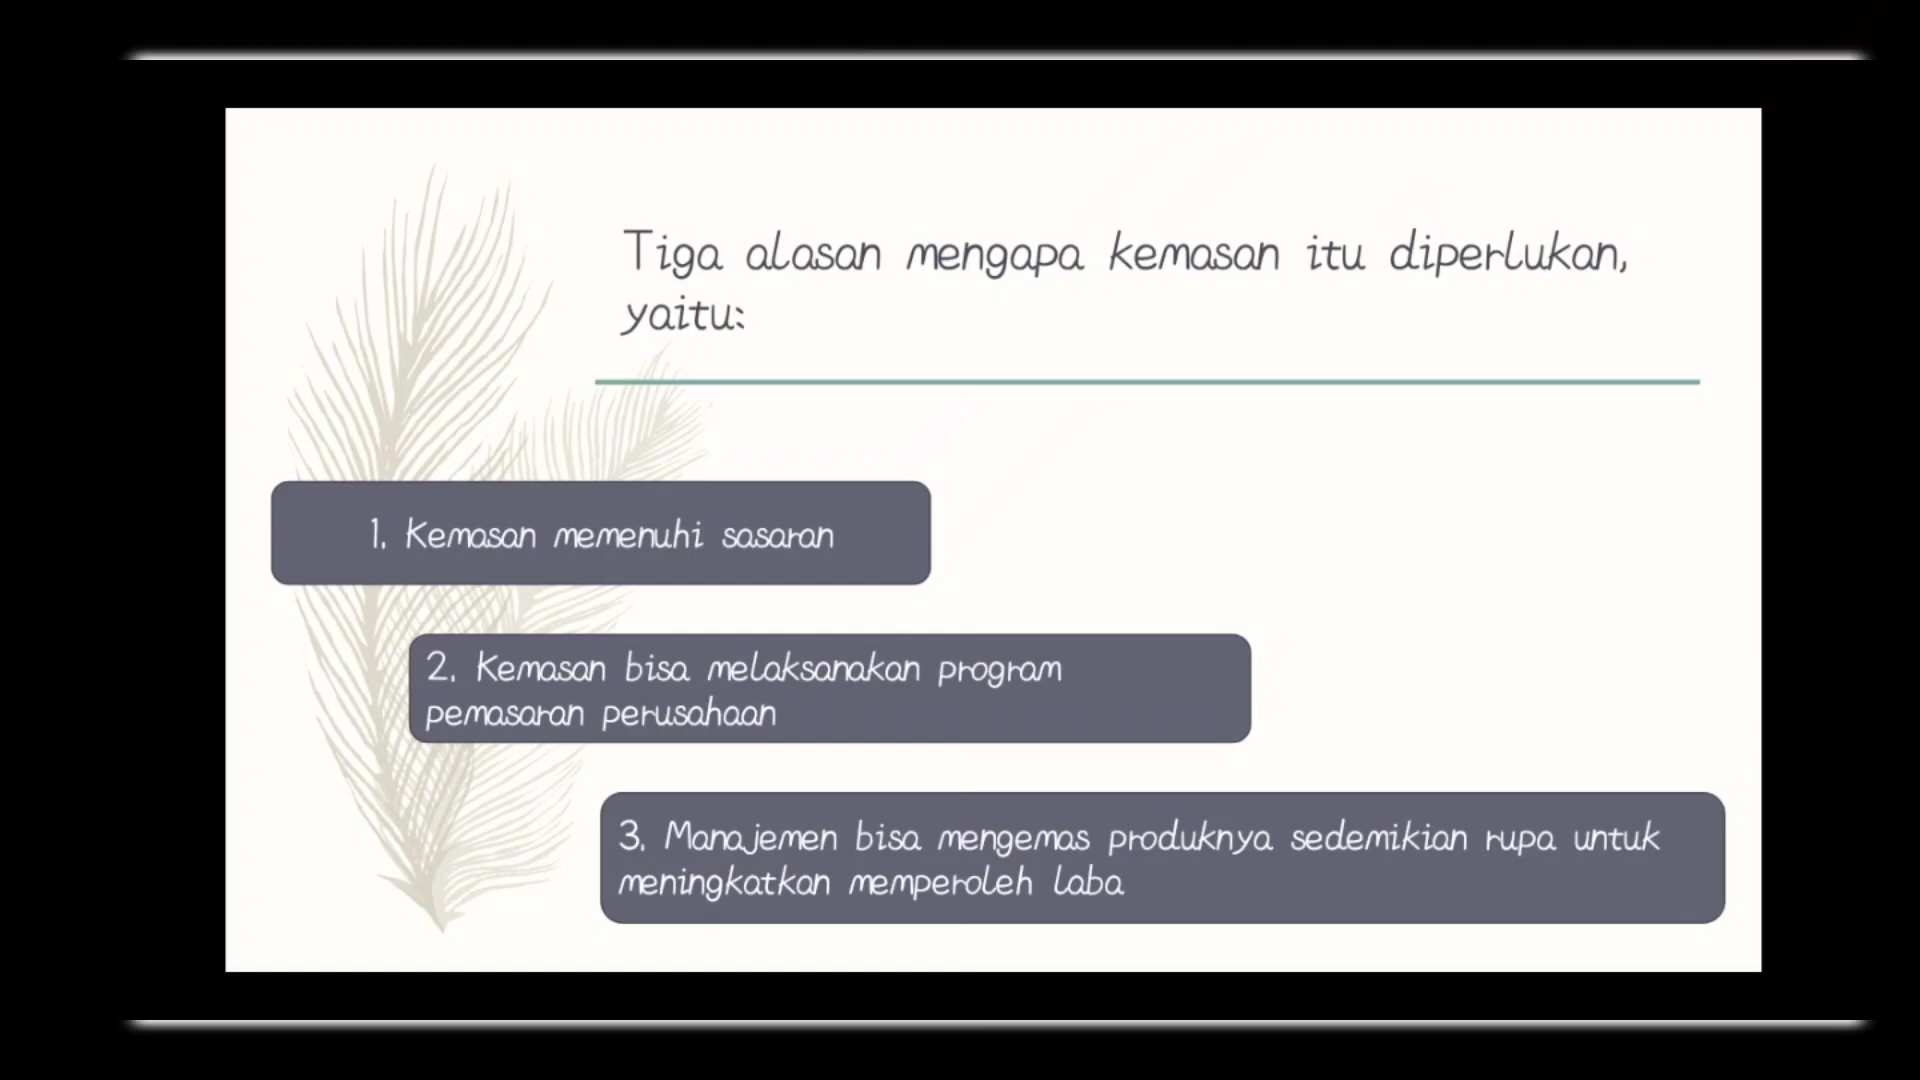 Tiga alasan mengapa kemasan itu diperlukan,
yaitu:
1. Kemasan memenuhi sasaran
2. Kemasan bisa melaksanakan program
pemasaran perusahaan
3. Manajemen bisa mengemas produknya sedemikian rupa untuk
meningkatkan memperoleh laba